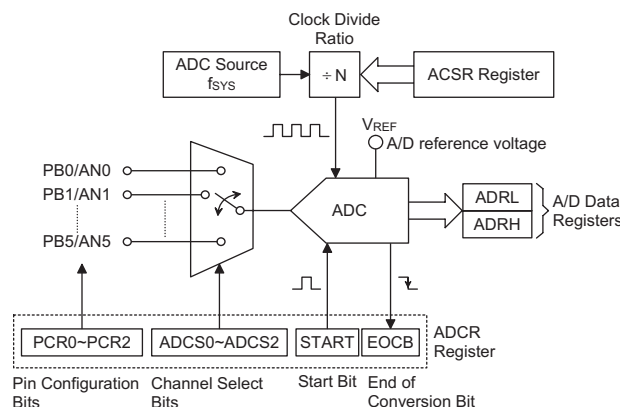 Clock Divide
Ratio
ADC Source
fSYS
÷ N
ACSR Register
VREF
A/D reference voltage
PB0/AN0
PB1/AN1
PB5/AN5
ADC
ADRL
ADRH
A/D Data
Registers
PCR0~PCR2
ADCS0~ADCS2
START
EOCB
ADCR
Register
Pin Configuration
Bits
Channel Select
Bits
Start Bit
End of
Conversion Bit